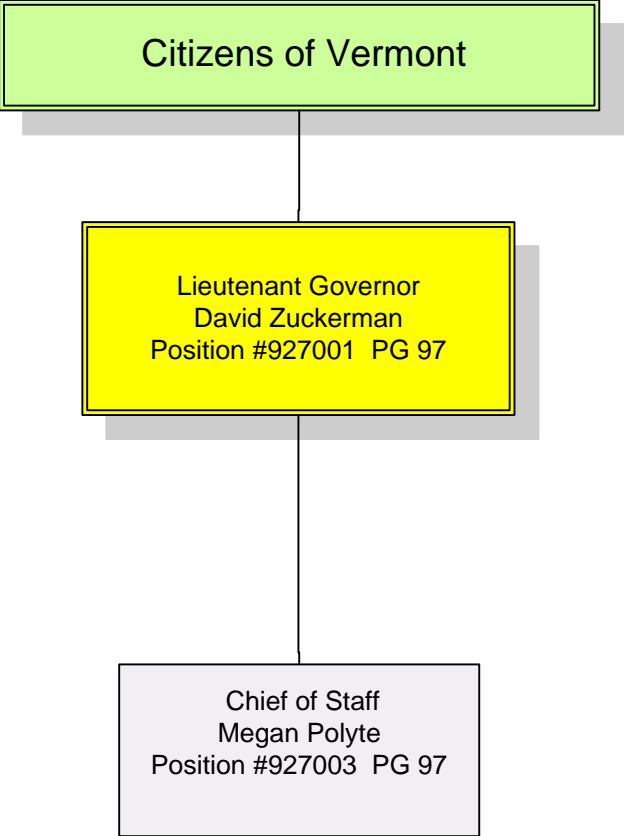 Citizens of Vermont
Lieutenant Governor
David Zuckerman
Position #927001  PG 97
Chief of Staff
Megan Polyte
Position #927003  PG 97